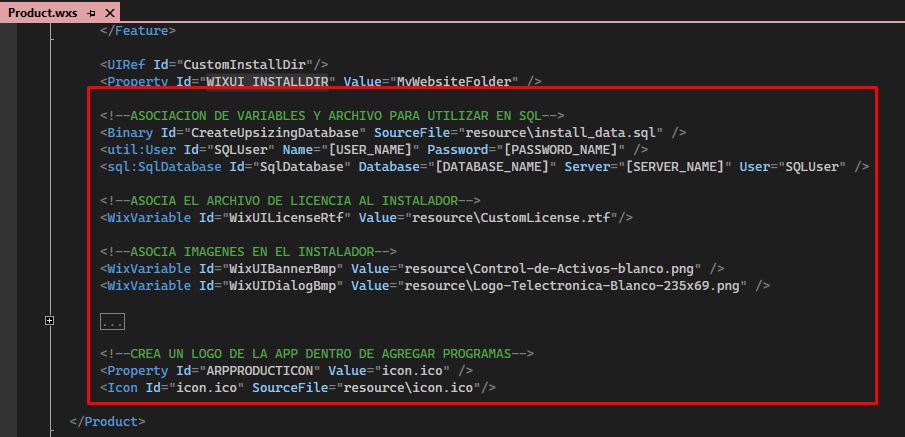 Product.wxs
</Feature>
<UIRef Id="CustomInstallDir"/>
<Property Id="WIXUI_INSTALLDIR" Value="MyWebsiteFolder" />
<!--ASOCIACION DE VARIABLES Y ARCHIVO PARA UTILIZAR EN SQL-->
<Binary Id="CreateUpsizingDatabase" SourceFile="resource\install_data.sql" />
<util:User Id="SQLUser" Name="[USER_NAME]" Password="[PASSWORD_NAME]" />
<sql:SqlDatabase Id="SqlDatabase" Database="[DATABASE_NAME]" Server="[SERVER_NAME]" User="SQLUser" />
<!--ASOCIA EL ARCHIVO DE LICENCIA AL INSTALADOR-->
<WixVariable Id="WixUILicenseRtf" Value="resource\CustomLicense.rtf"/>
<!--ASOCIA IMAGENES EN EL INSTALADOR-->
<WixVariable Id="WixUIBannerBmp" Value="resource\Control-de-Activos-blanco.png" />
<WixVariable Id="WixUIDialogBmp" Value="resource\Logo-Telectronica-Blanco-235x69.png" />
...
<!--CREA UN LOGO DE LA APP DENTRO DE AGREGAR PROGRAMAS-->
<Property Id="ARPPRODUCTICON" Value="icon.ico" />
<Icon Id="icon.ico" SourceFile="resource\icon.ico"/>
</Product>